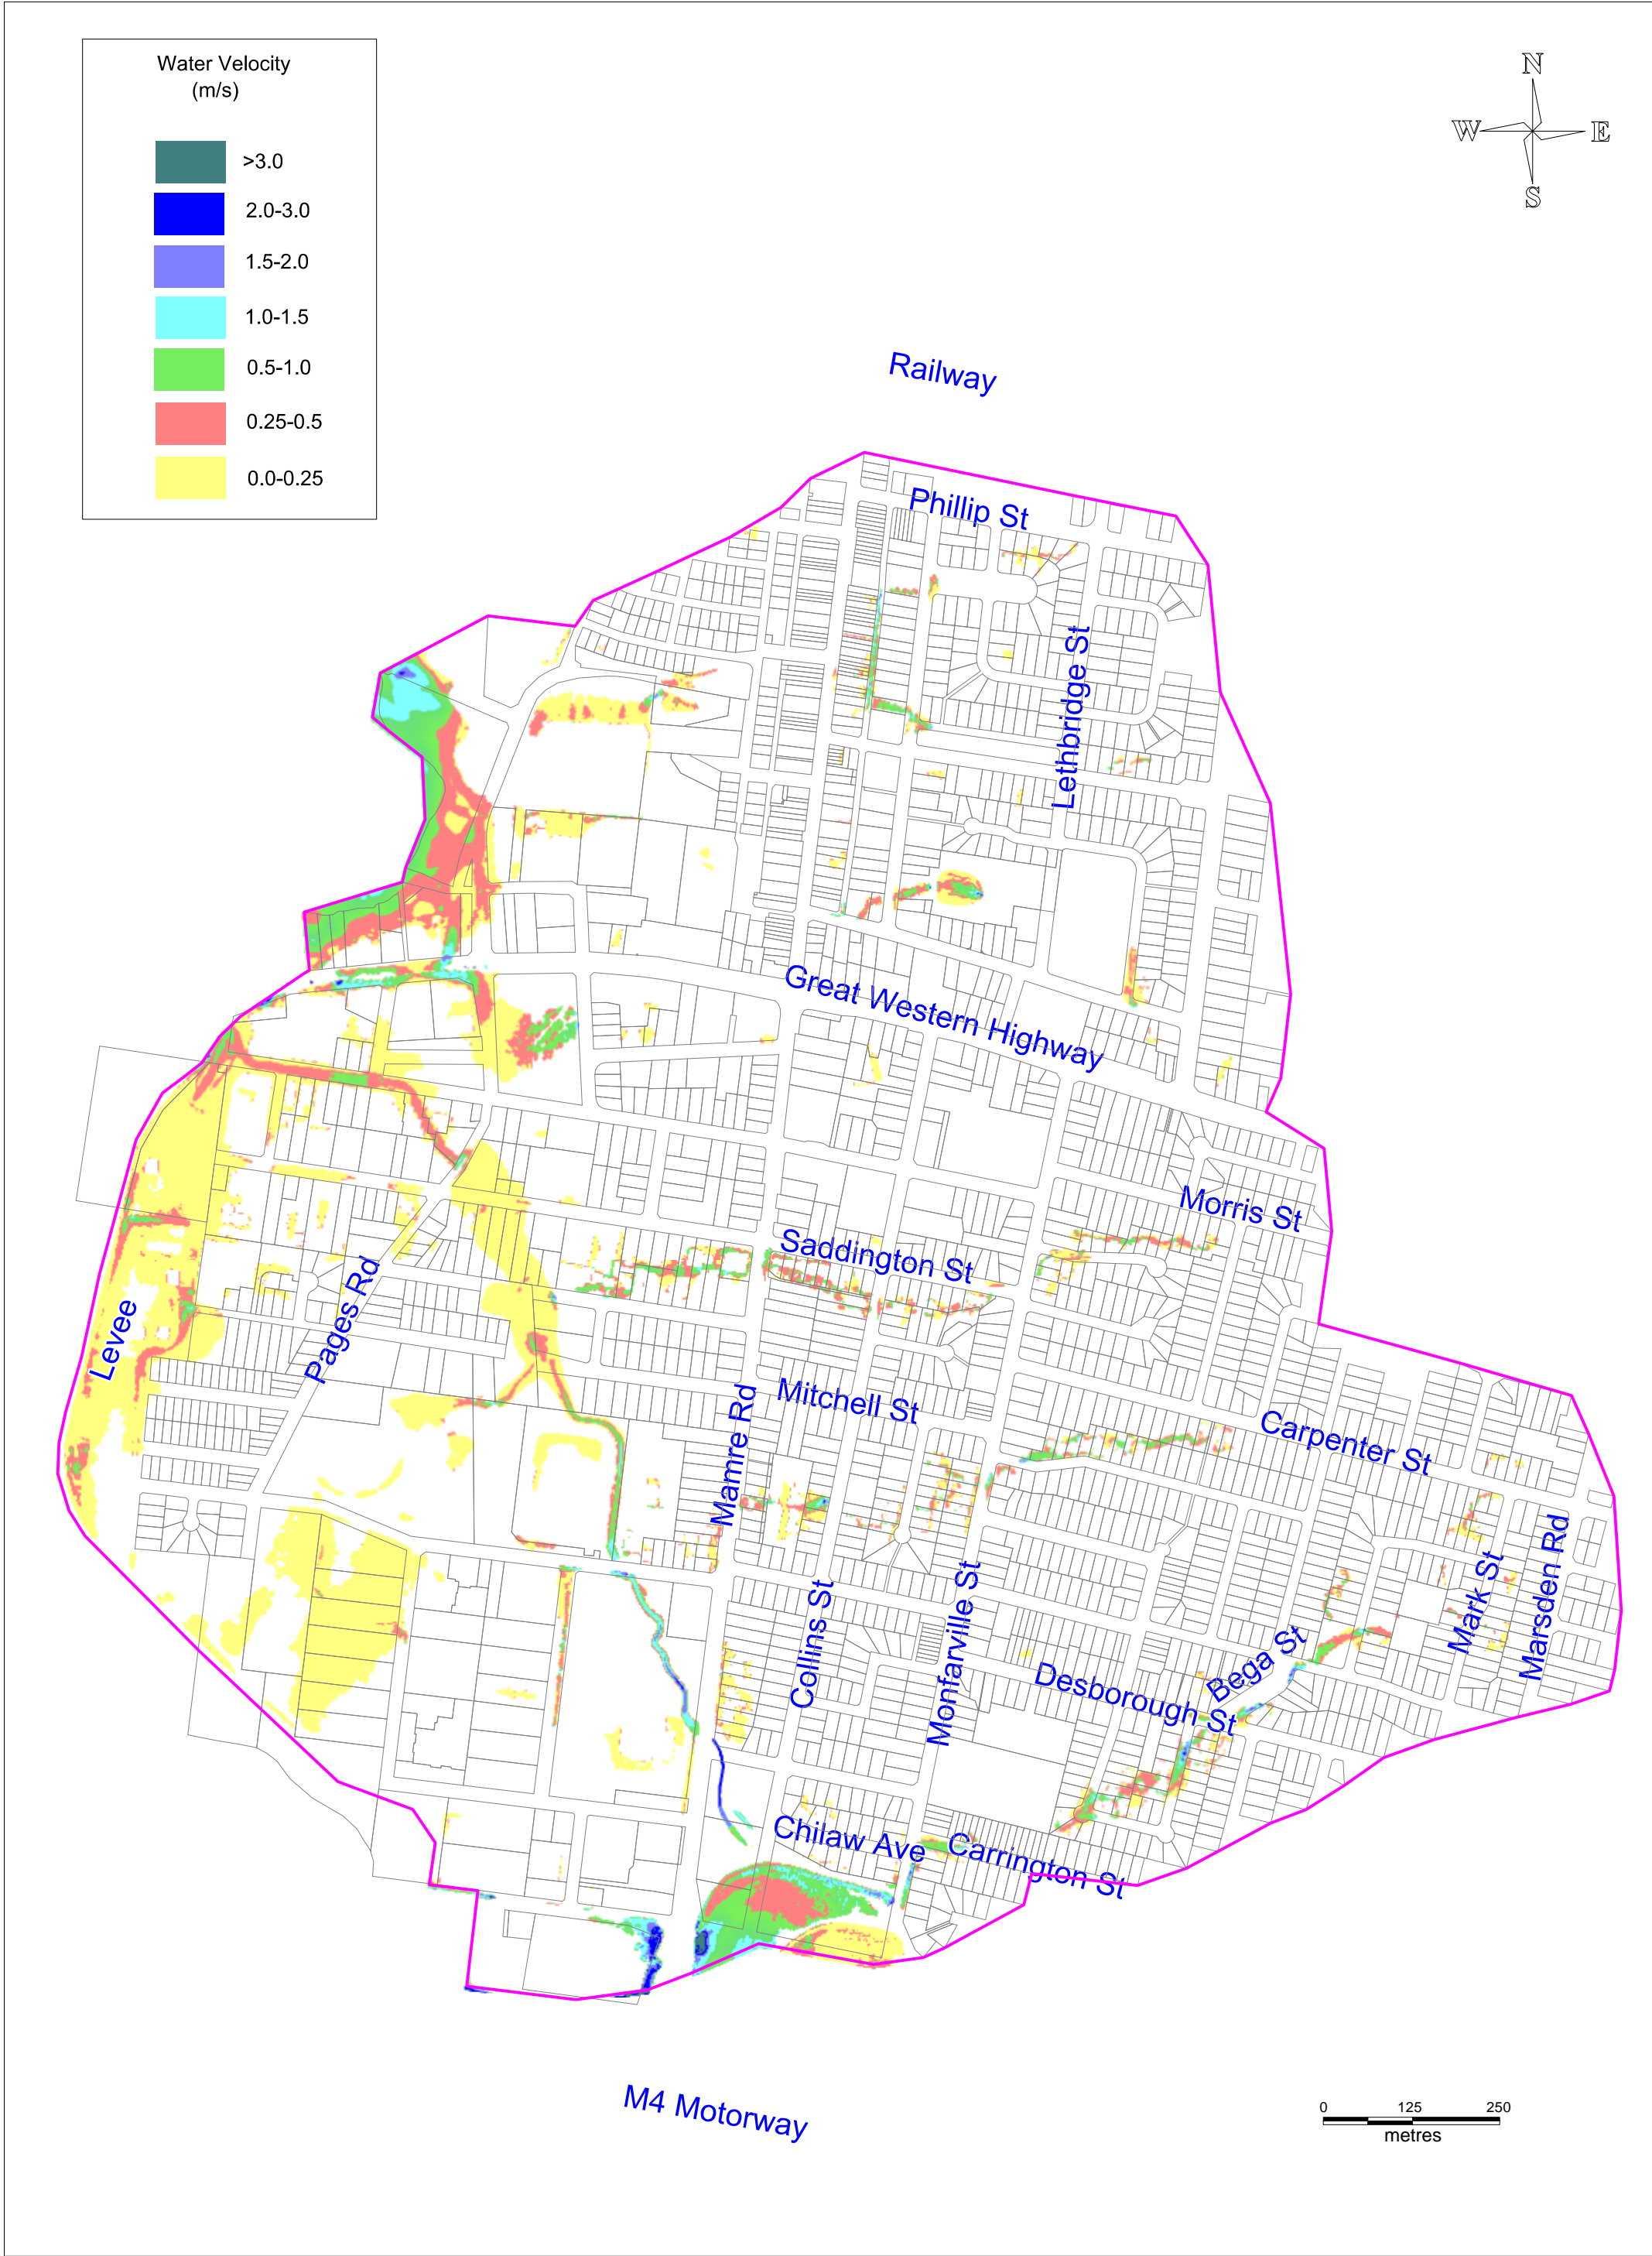 Water Velocity
(m/s)
>3.0
2.0-3.0
1.5-2.0
1.0-1.5
0.5-1.0
0.25-0.5
0.0-0.25
N
W
E
S
Railway
Phillip St
Lethbridge St
Great Western Highway
Morris St
Saddington St
Pages Rd
Levee
Mitchell St
Mamre Rd
Carpenter St
Collins St
Monfarville St
Desborough St
Bega St
Mark St
Marsden Rd
Chilaw Ave
Carrington St
M4 Motorway
0 125 250
metres